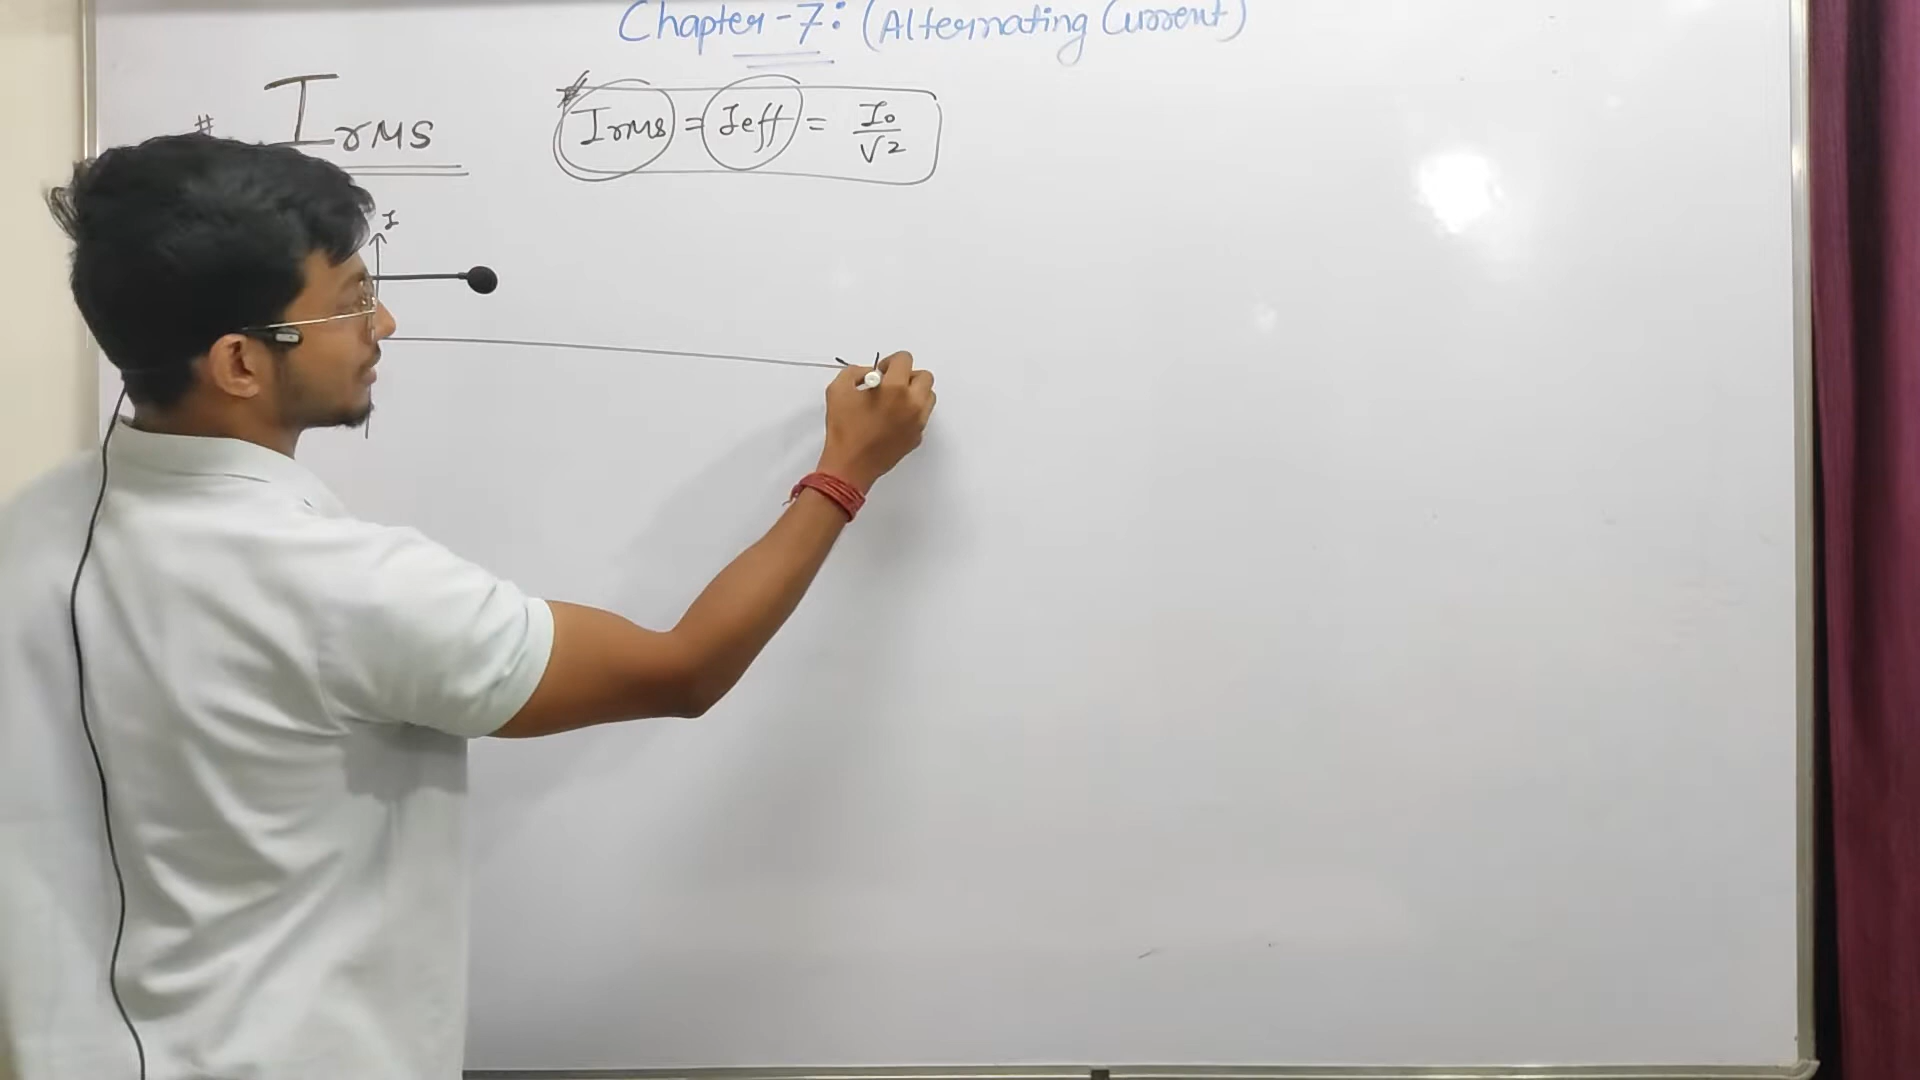 Chapter-7: (Alternating Current)
# Irms
* Irms = Ieff = I₀/√2
I